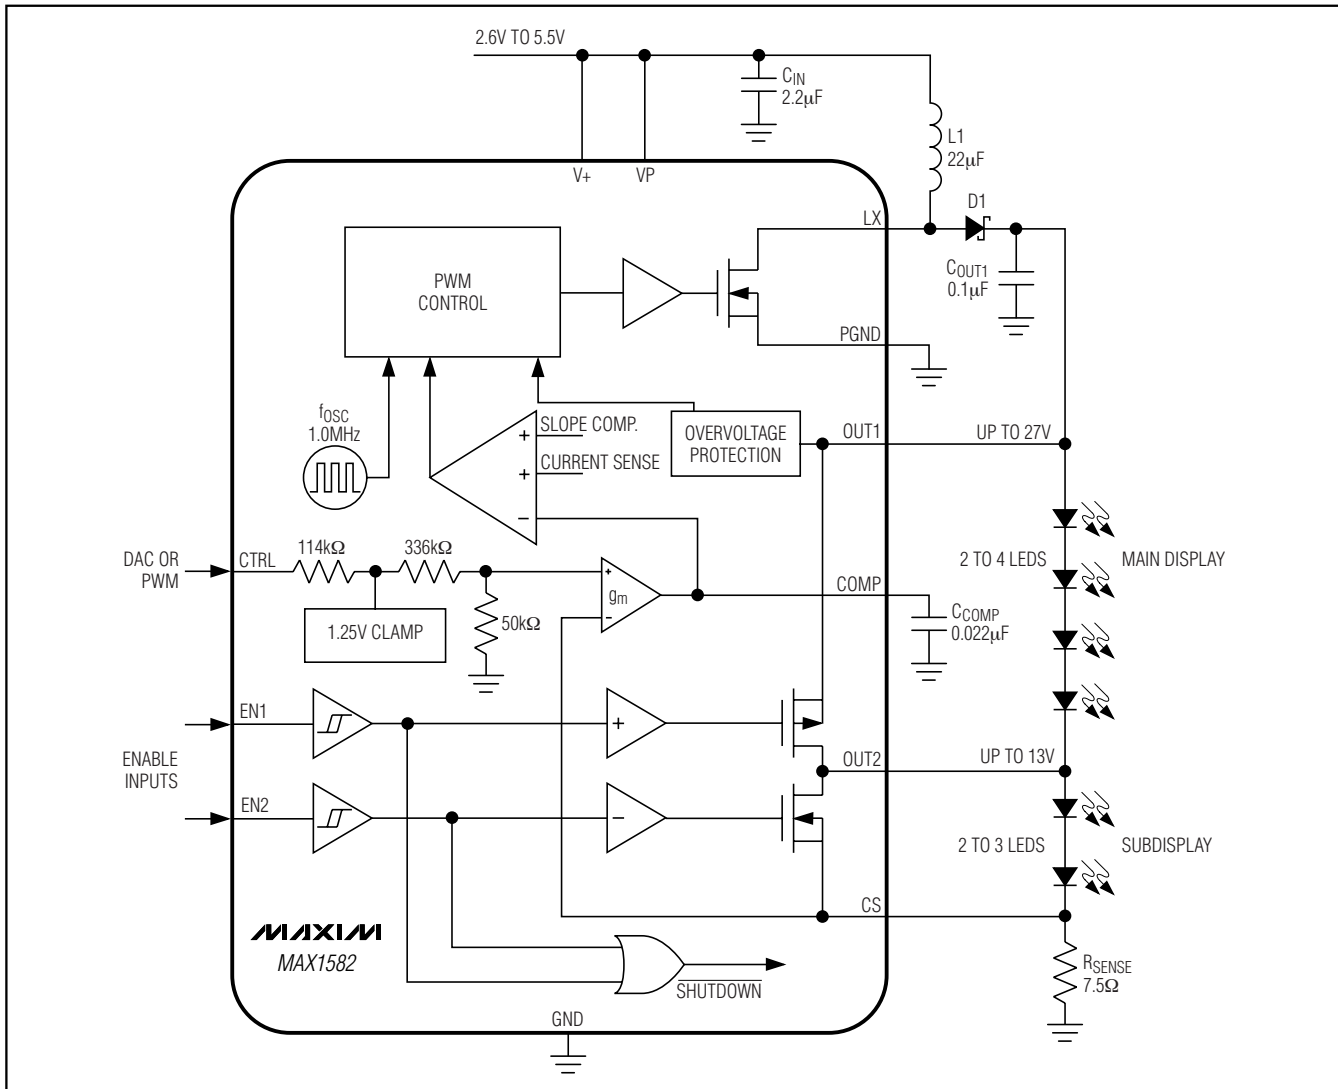 2.6V TO 5.5V
CIN
2.2µF
L1
22µF
V+
VP
D1
LX
COUT1
0.1µF
PWM
CONTROL
PGND
fOSC
1.0MHz
+
SLOPE COMP.
+
CURRENT SENSE
−
OVERVOLTAGE
PROTECTION
OUT1
UP TO 27V
DAC OR
PWM
CTRL
114kΩ
336kΩ
1.25V CLAMP
50kΩ
+
gm
-
COMP
CCOMP
0.022µF
2 TO 4 LEDS
MAIN DISPLAY
EN1
+
ENABLE
INPUTS
OUT2
UP TO 13V
EN2
−
2 TO 3 LEDS
SUBDISPLAY
CS
MAXIM
MAX1582
SHUTDOWN
RSENSE
7.5Ω
GND